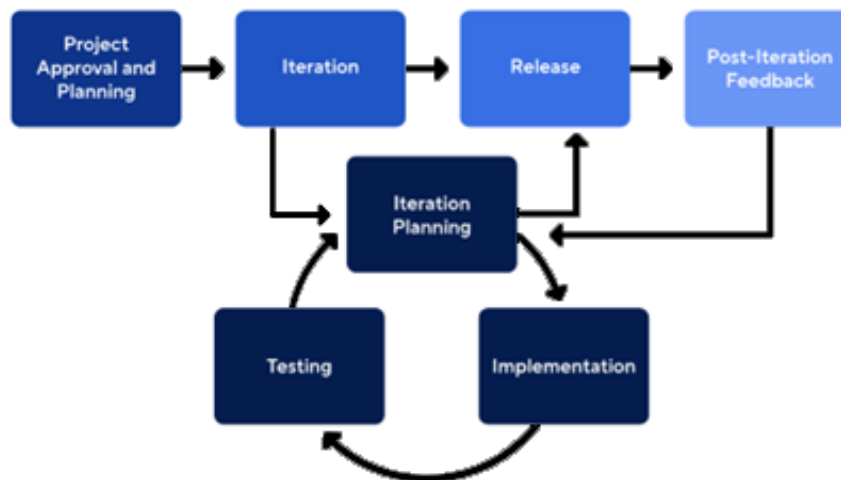 Project
Approval and
Planning
Iteration
Release
Post-Iteration
Feedback
Iteration
Planning
Testing
Implementation